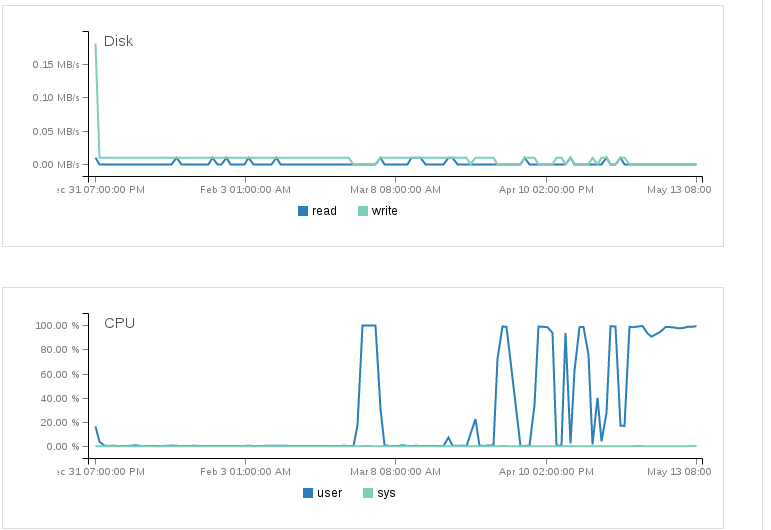 Disk
0.15 MB/s
0.10 MB/s
0.05 MB/s
0.00 MB/s
ec 31 07:00:00 PM Feb 3 01:00:00 AM Mar 8 08:00:00 AM Apr 10 02:00:00 PM May 13 08:00
read write
CPU
100.00 %
80.00 %
60.00 %
40.00 %
20.00 %
0.00 %
ec 31 07:00:00 PM Feb 3 01:00:00 AM Mar 8 08:00:00 AM Apr 10 02:00:00 PM May 13 08:00
user sys